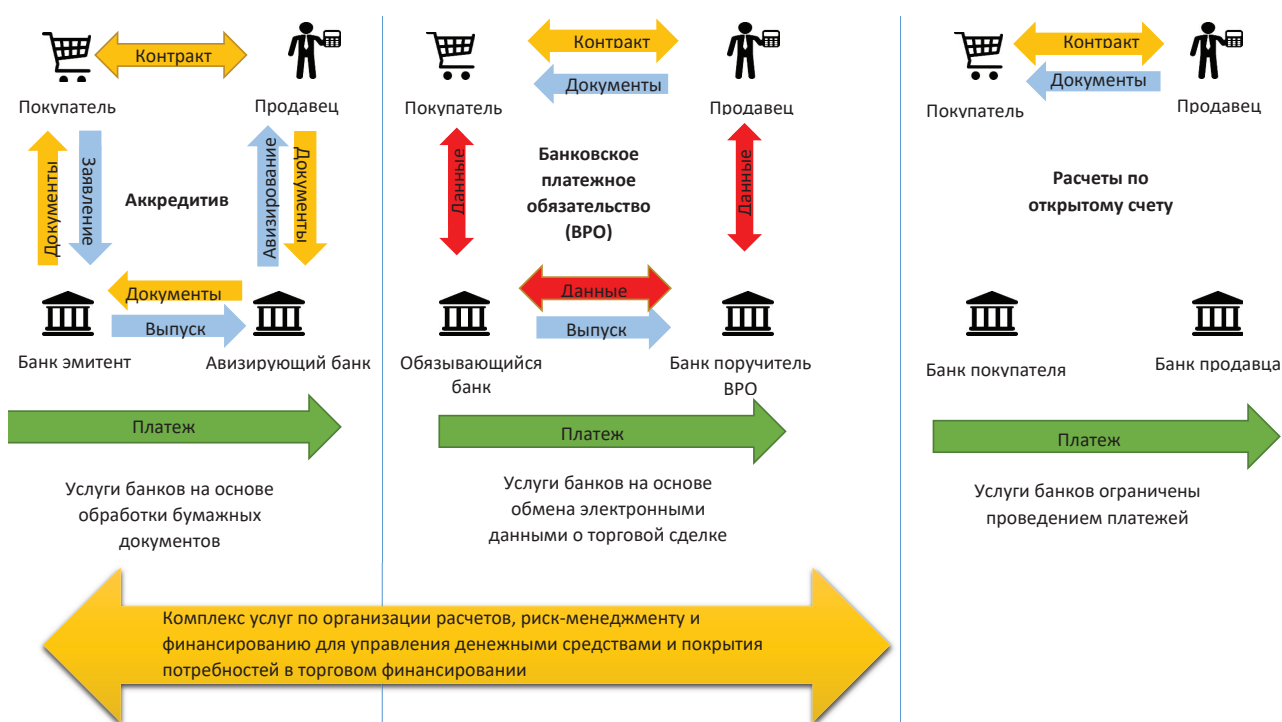 Контракт
Покупатель
Продавец
Документы
Заявление
Аккредитив
Авизирование
Документы
Документы
Выпуск
Банк эмитент
Авизирующий банк
Платеж
Услуги банков на основе
обработки бумажных
документов
Контракт
Документы
Покупатель
Продавец
Данные
Банковское
платежное
обязательство
(BPO)
Данные
Данные
Выпуск
Обязывающийся
банк
Банк поручитель
BPO
Платеж
Услуги банков на основе
обмена электронными
данными о торговой сделке
Контракт
Документы
Покупатель
Продавец
Расчеты по
открытому счету
Банк покупателя
Банк продавца
Платеж
Услуги банков ограничены
проведением платежей
Комплекс услуг по организации расчетов, риск-менеджменту и
финансированию для управления денежными средствами и покрытия
потребностей в торговом финансировании